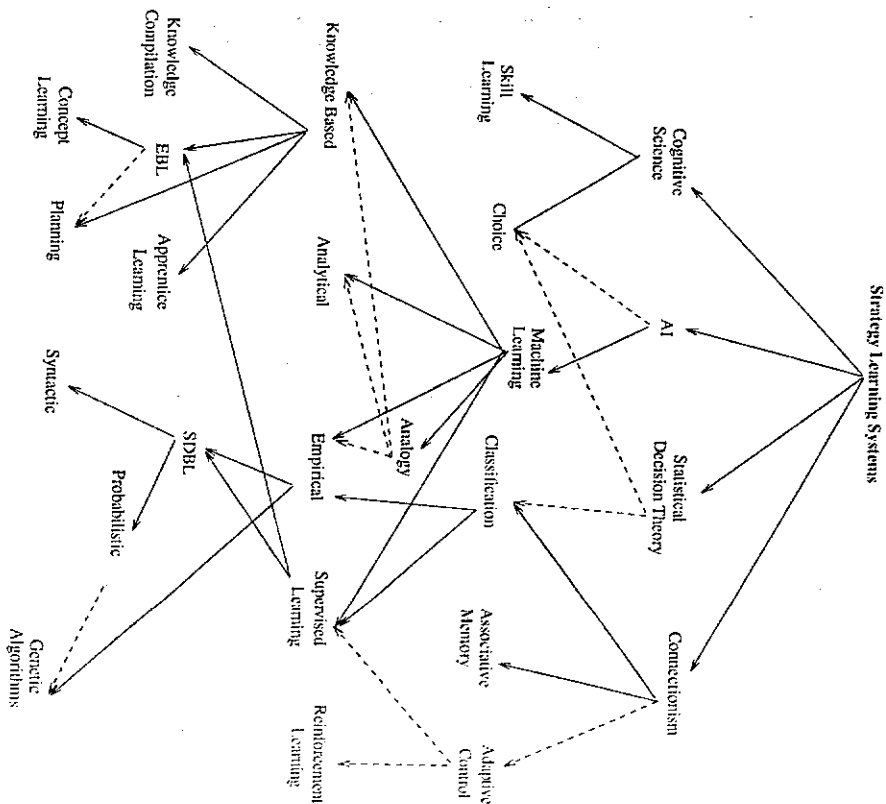 Strategy Learning Systems
Cognitive
Science
AI
Statistical
Decision Theory
Connectionism
Skill
Learning
Choice
Machine
Learning
Classification
Associative
Memory
Adaptive
Control
Knowledge Based
Analytical
Analogy
Empirical
Supervised
Learning
Reinforcement
Learning
Knowledge
Compilation
EBL
Apprentice
Learning
SDBL
Probabilistic
Concept
Learning
Planning
Syntactic
Genetic
Algorithms